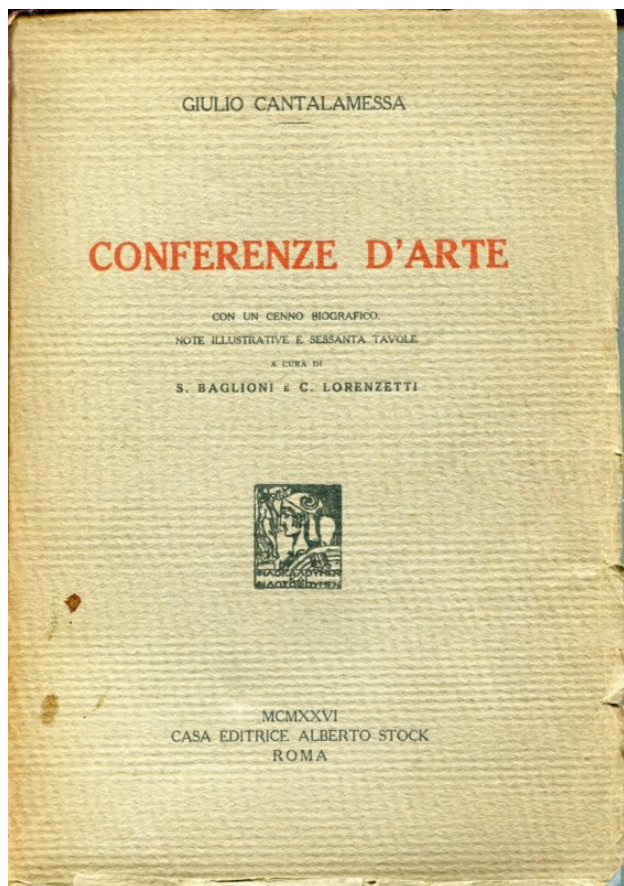 GIULIO CANTALAMESSA
CONFERENZE D'ARTE
CON UN CENNO BIOGRAFICO,
NOTE ILLUSTRATIVE E SESSANTA TAVOLE
A CURA DI
S. BAGLIONI E C. LORENZETTI
MCMXXVI
CASA EDITRICE ALBERTO STOCK
ROMA